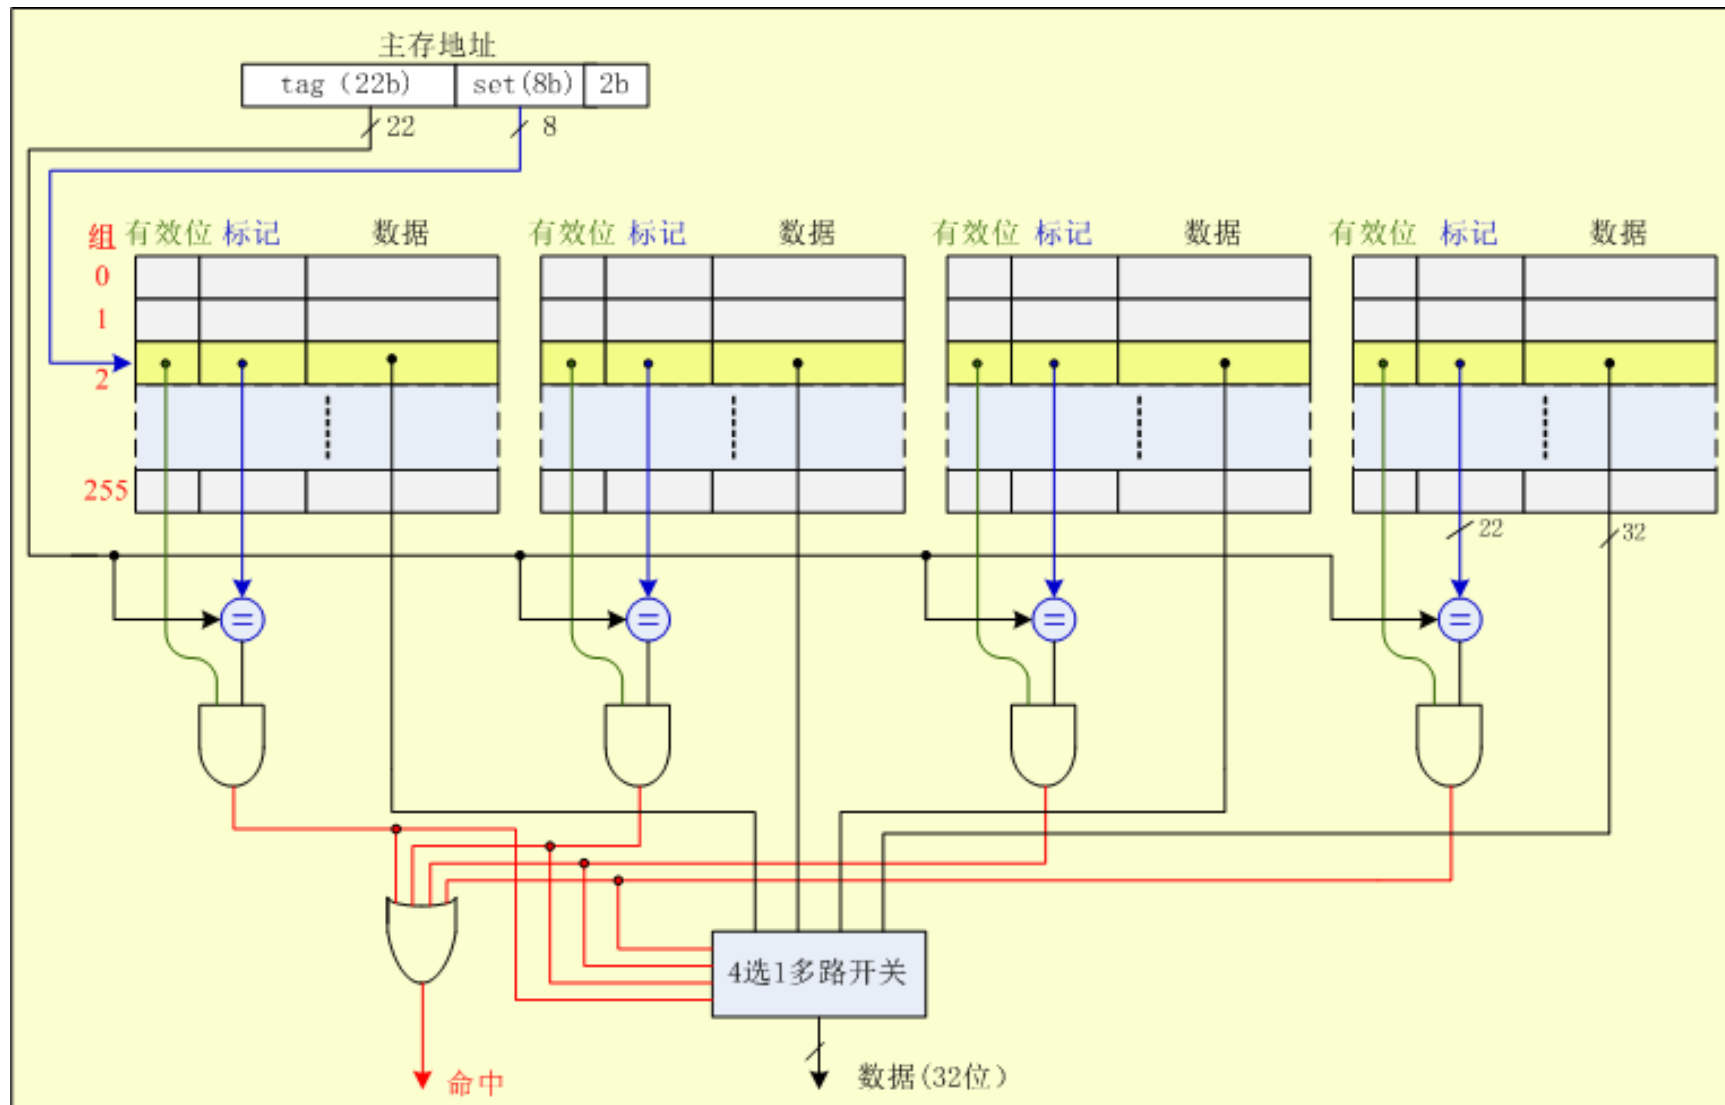 主存地址
tag (22b) set(8b) 2b
22 8
组 有效位 标记 数据 有效位 标记 数据 有效位 标记 数据 有效位 标记 数据
0
1
2
255
22 32
= = = =
4选1多路开关
命中 数据(32位)